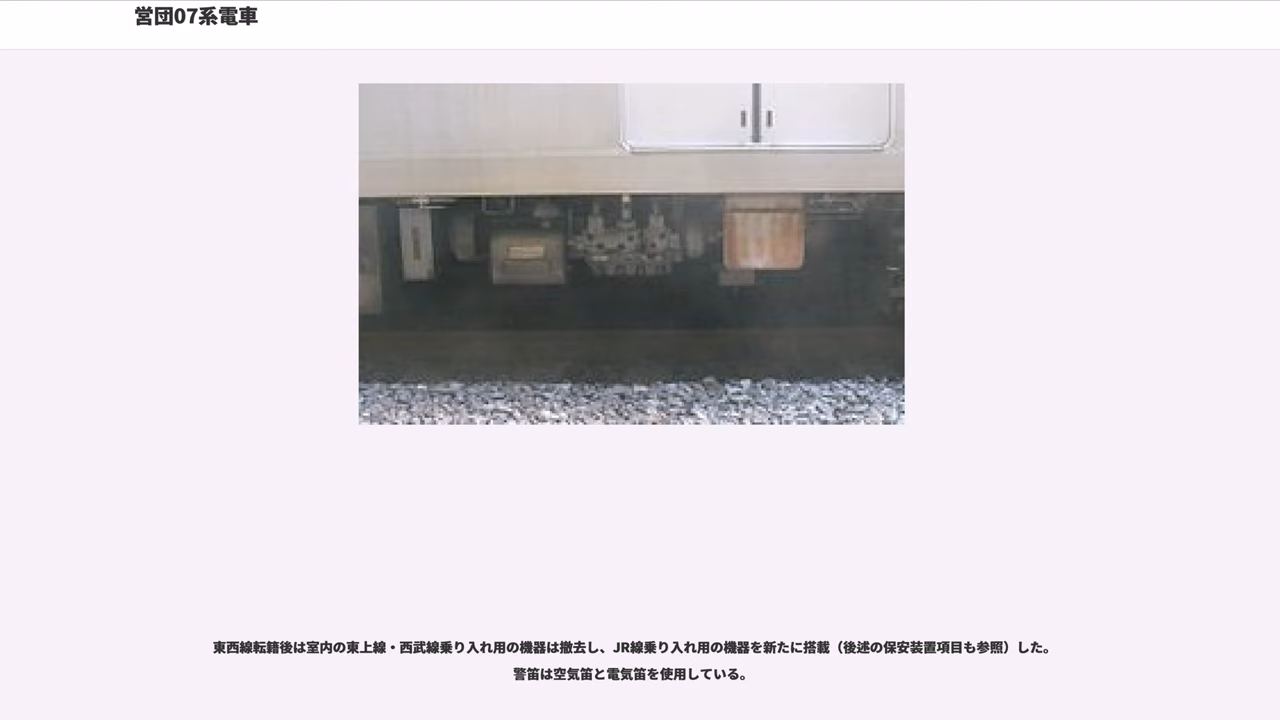 営団07系電車
東西線転籍後は室内の東上線・西武線乗り入れ用の機器は撤去し、JR線乗り入れ用の機器を新たに搭載（後述の保安装置項目も参照）した。
警笛は空気笛と電気笛を使用している。